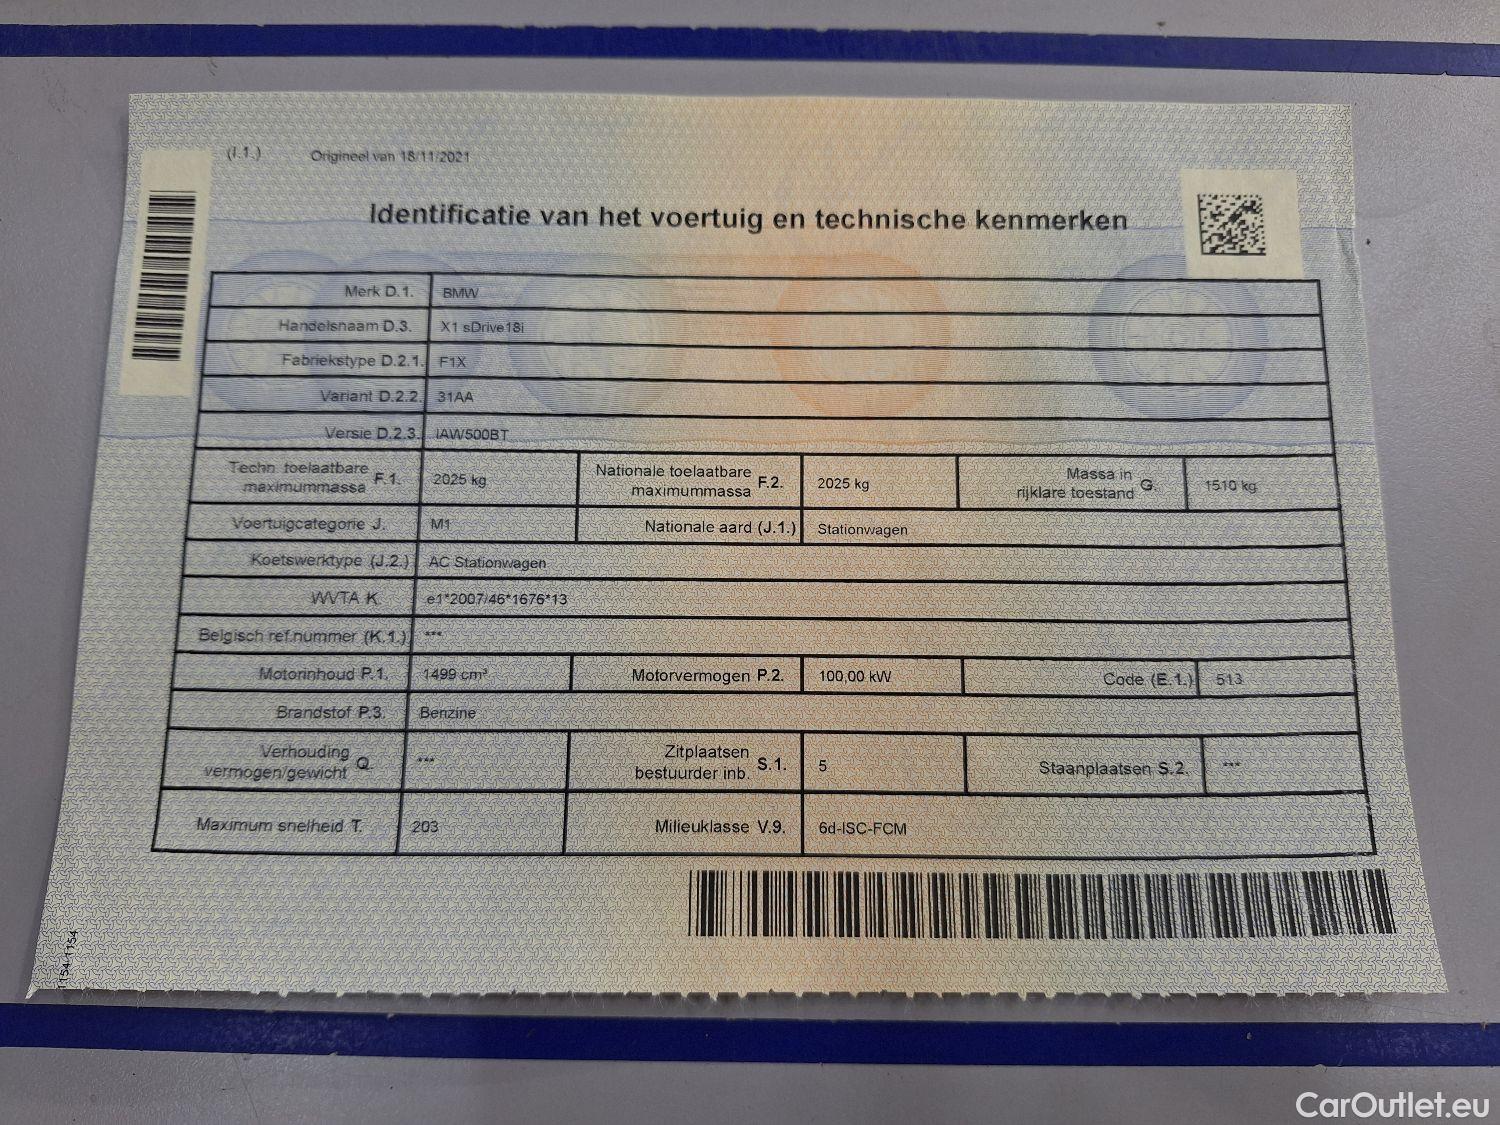 (I.1.) Origineel van 18/11/2021
Identificatie van het voertuig en technische kenmerken
Merk D.1. BMW
Handelsnaam D.3. X1 sDrive18i
Fabriekstype D.2.1. F1X
Variant D.2.2. 31AA
Versie D.2.3. IAW500BT
Techn. toelaatbare maximummassa F.1. 2025 kg Nationale toelaatbare maximummassa F.2. 2025 kg Massa in rijklare toestand G. 1510 kg
Voertuigcategorie J. M1 Nationale aard (J.1.) Stationwagen
Koetswerktype (J.2.) AC Stationwagen
WVTA K. e1*2007/46*1676*13
Belgisch ref.nummer (K.1.) ***
Motorinhoud P.1. 1499 cm³ Motorvermogen P.2. 100,00 kW Code (E.1.) 513
Brandstof P.3. Benzine
Verhouding vermogen/gewicht Q. *** Zitplaatsen bestuurder inb. S.1. 5 Staanplaatsen S.2. ***
Maximum snelheid T. 203 Milieuklasse V.9. 6d-ISC-FCM
1154-1154
CarOutlet.eu